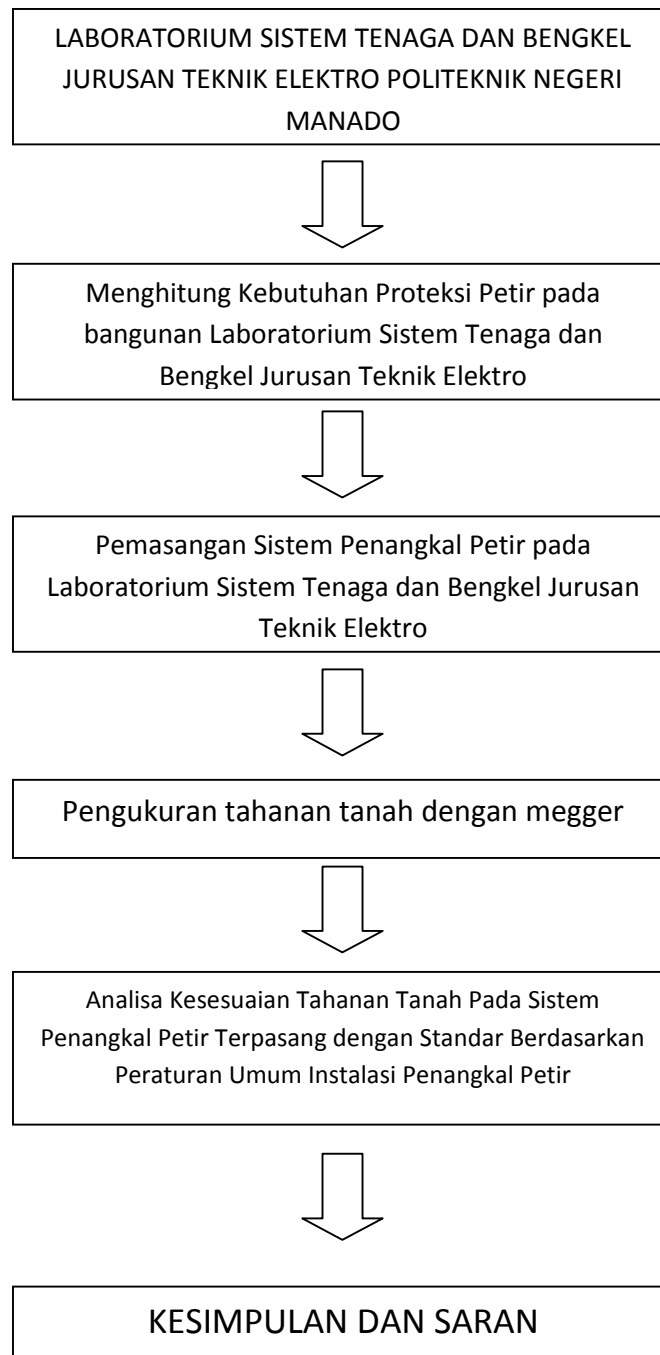 LABORATORIUM SISTEM TENAGA DAN BENGKEL
JURUSAN TEKNIK ELEKTRO POLITEKNIK NEGERI
MANADO
Menghitung Kebutuhan Proteksi Petir pada
bangunan Laboratorium Sistem Tenaga dan
Bengkel Jurusan Teknik Elektro
Pemasangan Sistem Penangkal Petir pada
Laboratorium Sistem Tenaga dan Bengkel Jurusan
Teknik Elektro
Pengukuran tahanan tanah dengan megger
Analisa Kesesuaian Tahanan Tanah Pada Sistem
Penangkal Petir Terpasang dengan Standar Berdasarkan
Peraturan Umum Instalasi Penangkal Petir
KESIMPULAN DAN SARAN